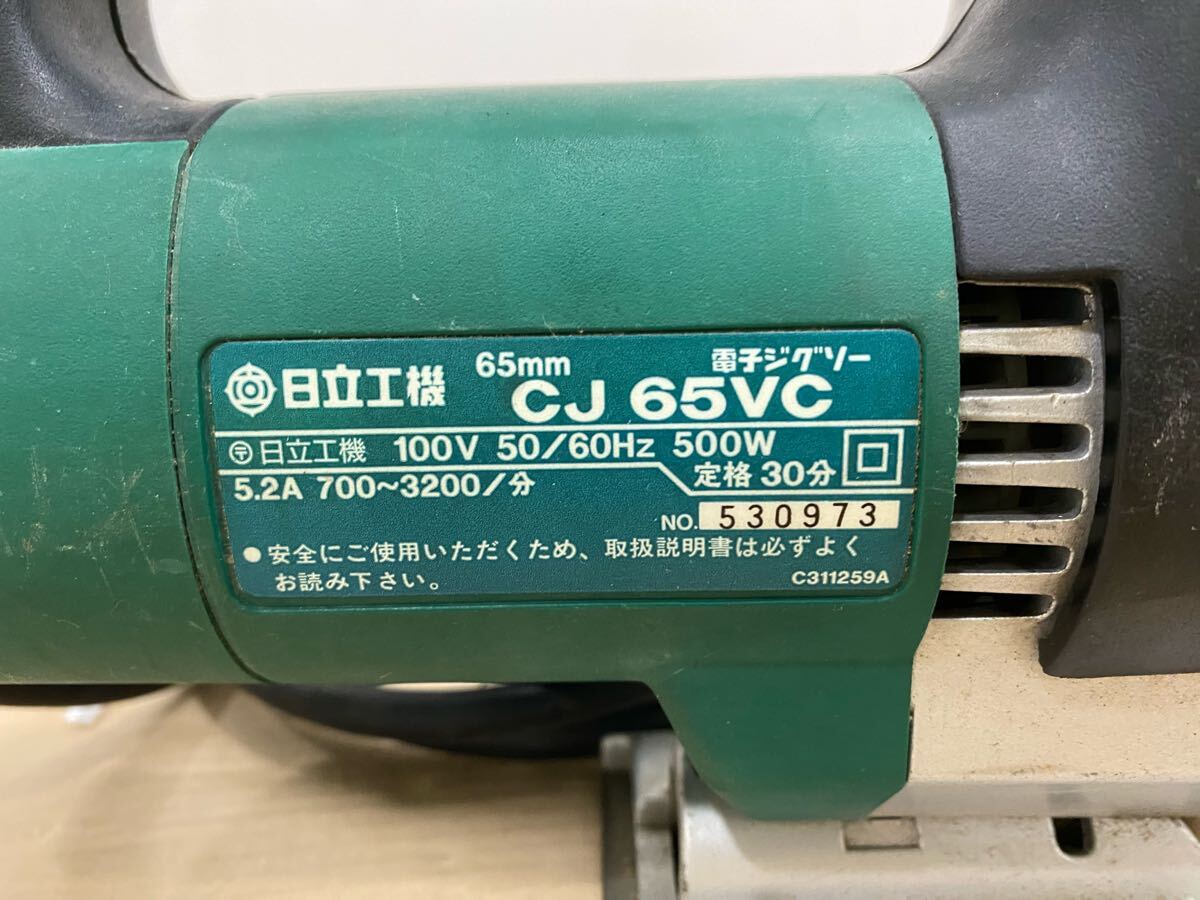 日立工機 65mm 電子ジグソー
CJ 65VC
〒 日立工機 100V 50/60Hz 500W
5.2A 700~3200/分 定格 30分
NO. 530973
● 安全にご使用いただくため、取扱説明書は必ずよく
お読み下さい。 C311259A